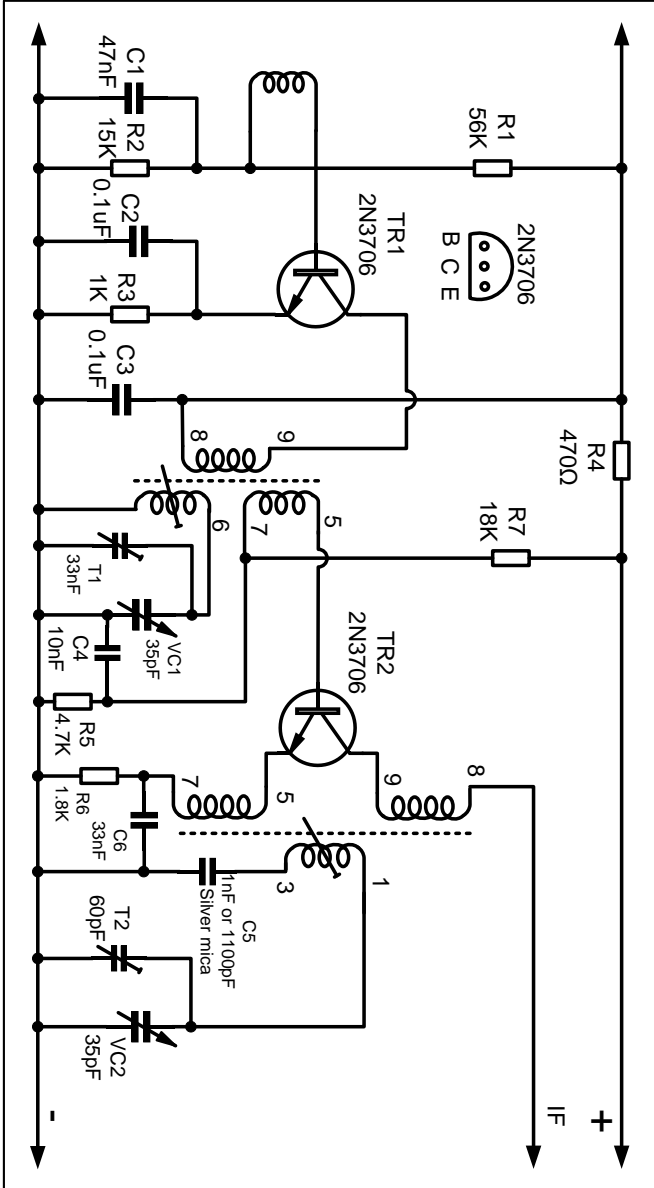 +
IF
R1
56K
2N3706
B C E
R4
470Ω
R7
18K
TR1
2N3706
TR2
2N3706
C1
47nF
R2
15K
C2
0.1uF
R3
1K
C3
0.1uF
8
9
6
7
5
T1
33nF
VC1
35pF
C4
10nF
R5
4.7K
9
8
7
5
R6
1.8K
C6
33nF
3
1
C5
1nF or 1100pF
Silver mica
T2
60pF
VC2
35pF
-